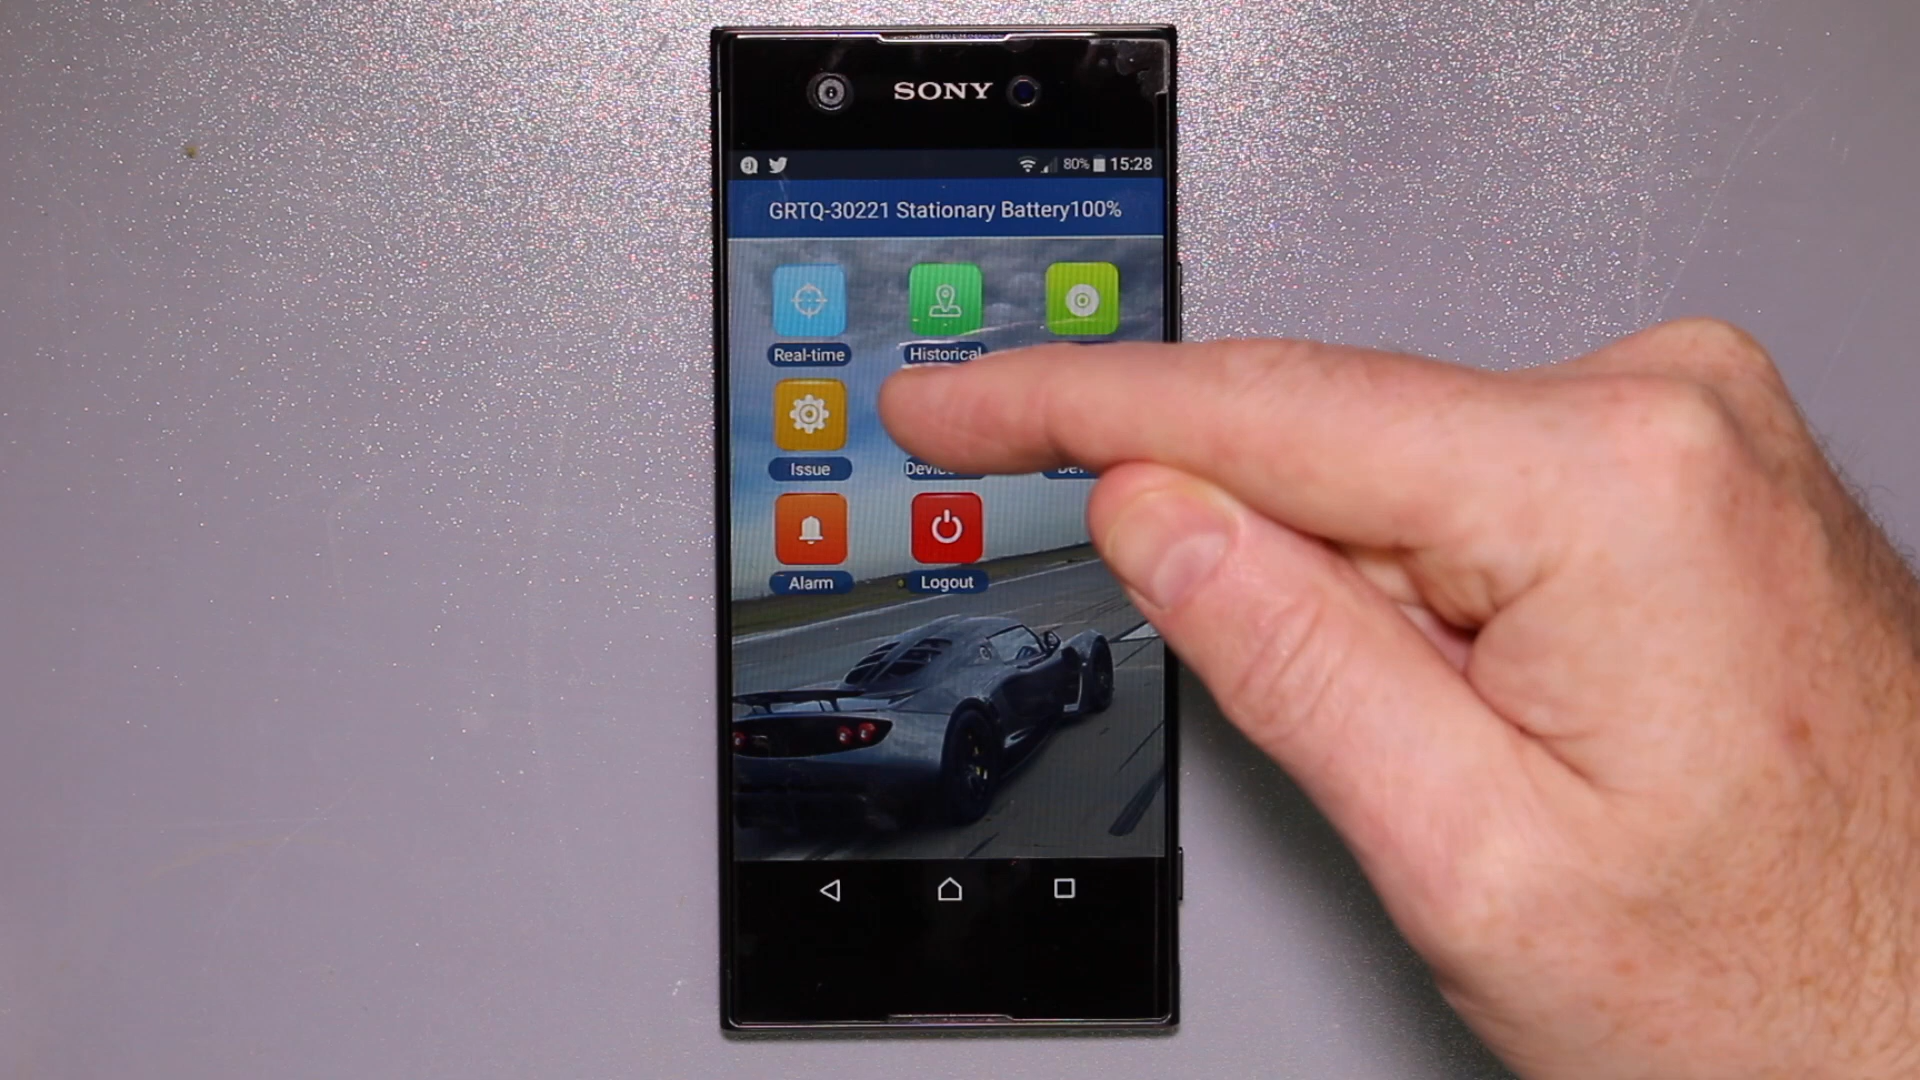 SONY
80% 15:28
GRTQ-30221 Stationary Battery100%
Real-time Historical
Issue
Alarm Logout